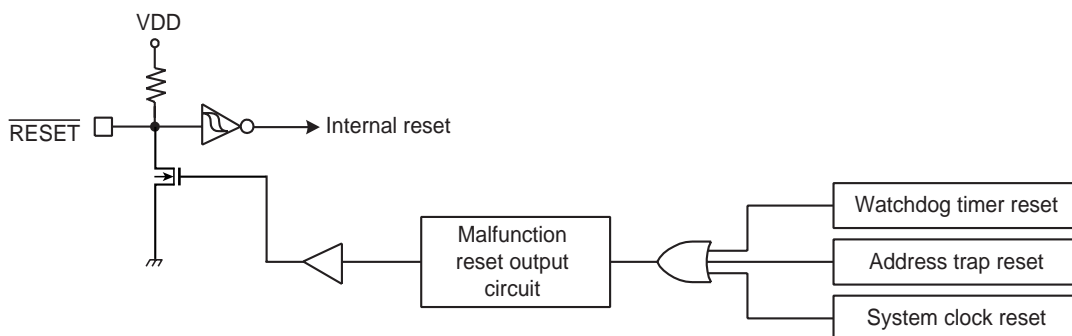 VDD
RESET
Internal reset
Malfunction
reset output
circuit
Watchdog timer reset
Address trap reset
System clock reset